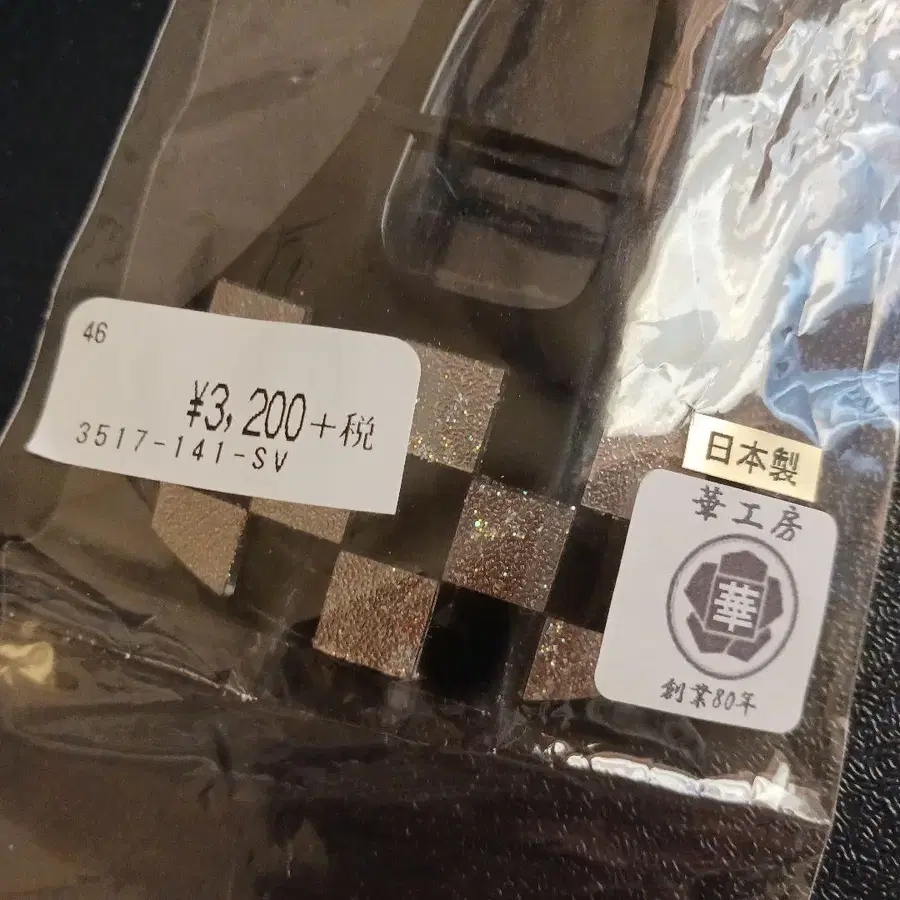 46
¥3,200+税
3517-141-SV
日本製
華工房
華
創業80年